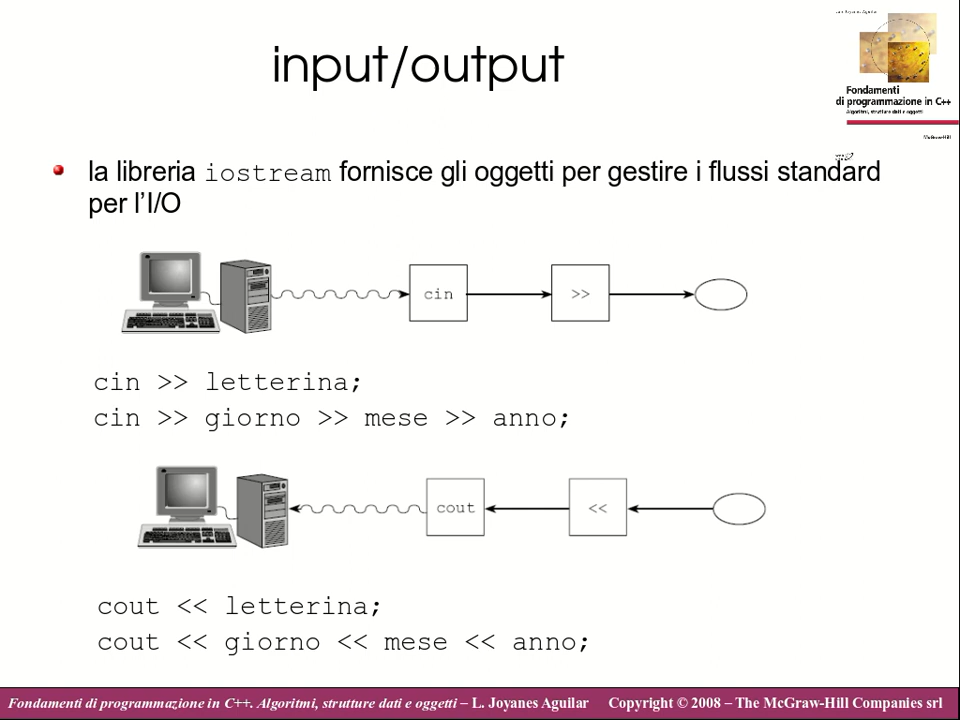 input/output
Fondamenti
di programmazione in C++
Algoritmi, strutture dati e oggetti
McGraw-Hill
la libreria iostream fornisce gli oggetti per gestire i flussi standard
per l'I/O
cin
>>
cin >> letterina;
cin >> giorno >> mese >> anno;
cout
<<
cout << letterina;
cout << giorno << mese << anno;
Fondamenti di programmazione in C++. Algoritmi, strutture dati e oggetti – L. Joyanes Aguilar Copyright © 2008 – The McGraw-Hill Companies srl